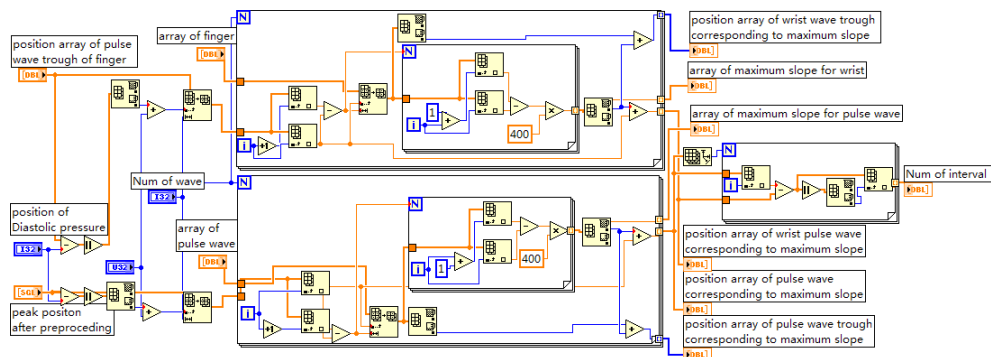 position array of pulse
wave trough of finger
DBL
array of finger
DBL
N
N
i
+1
1
i
400
position array of wrist wave trough
corresponding to maximum slope
DBL
array of maximum slope for wrist
DBL
array of maximum slope for pulse wave
DBL
N
i
Num of interval
DBL
Num of wave
I32
position of
Diastolic pressure
I32
U32
array of
pulse wave
DBL
SGL
peak positon
after preproceding
N
N
i
+1
i
1
400
position array of wrist pulse wave
corresponding to maximum slope
DBL
position array of pulse wave
corresponding to maximum slope
DBL
position array of pulse wave trough
corresponding to maximum slope
DBL